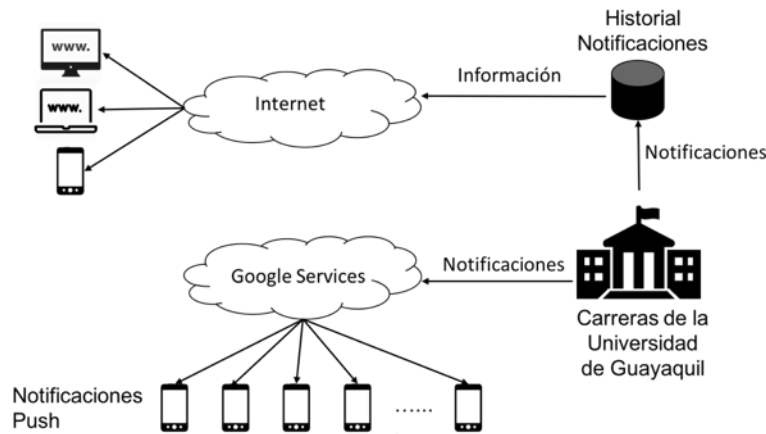 Historial
Notificaciones
www.
Información
Internet
www.
Notificaciones
Notificaciones
Google Services
Carreras de la
Universidad
de Guayaquil
Notificaciones
Push
......